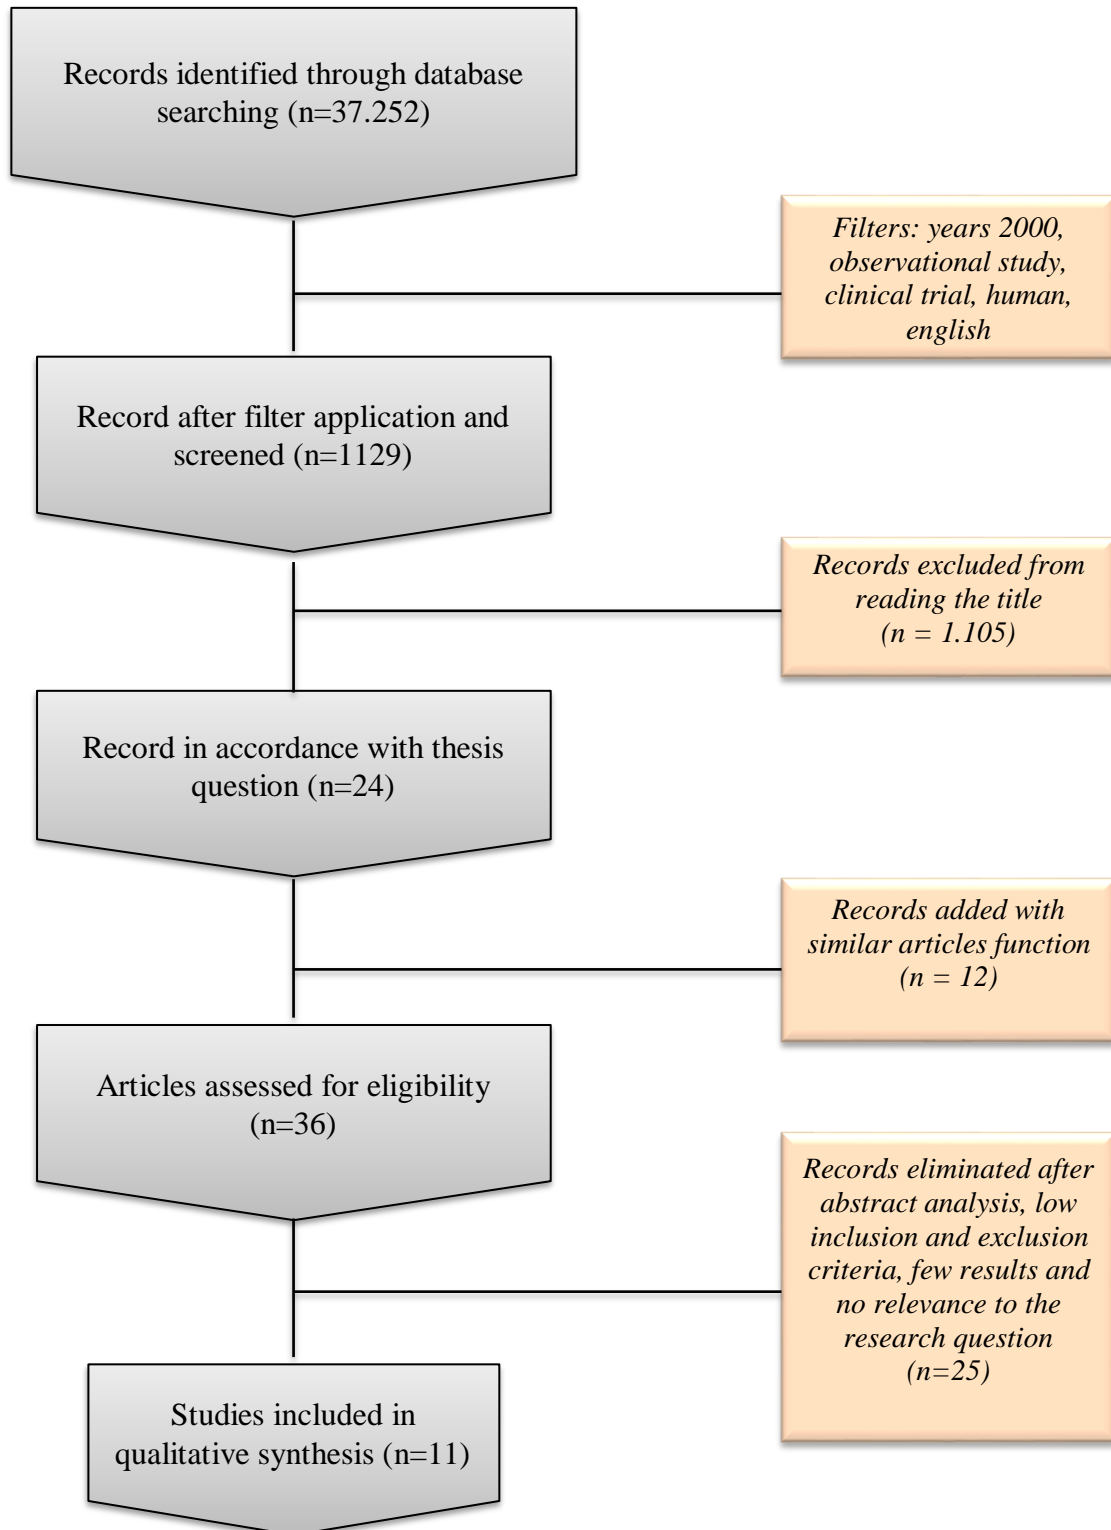 Records identified through database
searching (n=37.252)
Filters: years 2000,
observational study,
clinical trial, human,
english
Record after filter application and
screened (n=1129)
Records excluded from
reading the title
(n = 1.105)
Record in accordance with thesis
question (n=24)
Records added with
similar articles function
(n = 12)
Articles assessed for eligibility
(n=36)
Records eliminated after
abstract analysis, low
inclusion and exclusion
criteria, few results and
no relevance to the
research question
(n=25)
Studies included in
qualitative synthesis (n=11)